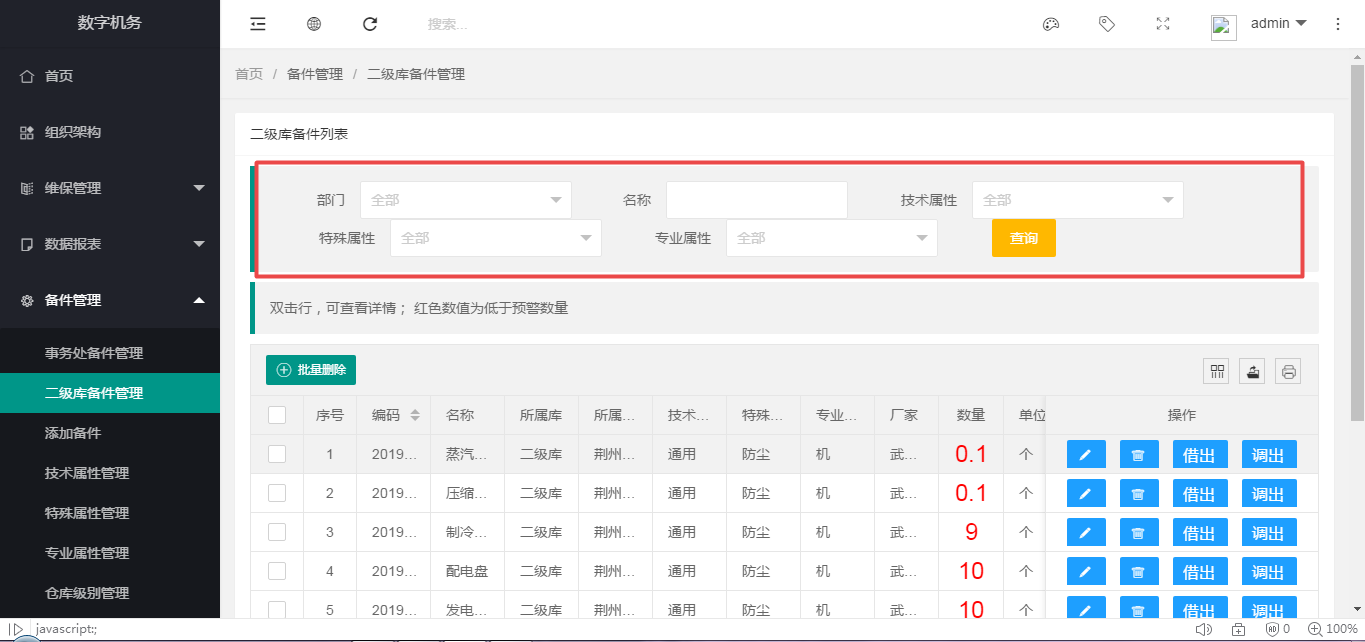 数字机务
搜索...
admin
首页
组织架构
维保管理
数据报表
备件管理
事务处备件管理
二级库备件管理
添加备件
技术属性管理
特殊属性管理
专业属性管理
仓库级别管理
首页 / 备件管理 / 二级库备件管理
二级库备件列表
部门 全部 名称 技术属性 全部
特殊属性 全部 专业属性 全部 查询
双击行，可查看详情； 红色数值为低于预警数量
批量删除
序号 编码 名称 所属库 所属... 技术... 特殊... 专业... 厂家 数量 单位 操作
1 2019... 蒸汽... 二级库 荆州... 通用 防尘 机 武... 0.1 个 借出 调出
2 2019... 压缩... 二级库 荆州... 通用 防尘 机 武... 0.1 个 借出 调出
3 2019... 制冷... 二级库 荆州... 通用 防尘 机 武... 9 个 借出 调出
4 2019... 配电盘 二级库 荆州... 通用 防尘 机 武... 10 个 借出 调出
5 2019... 发电... 二级库 荆州... 通用 防尘 机 武... 10 个 借出 调出
javascript:; 0 100%